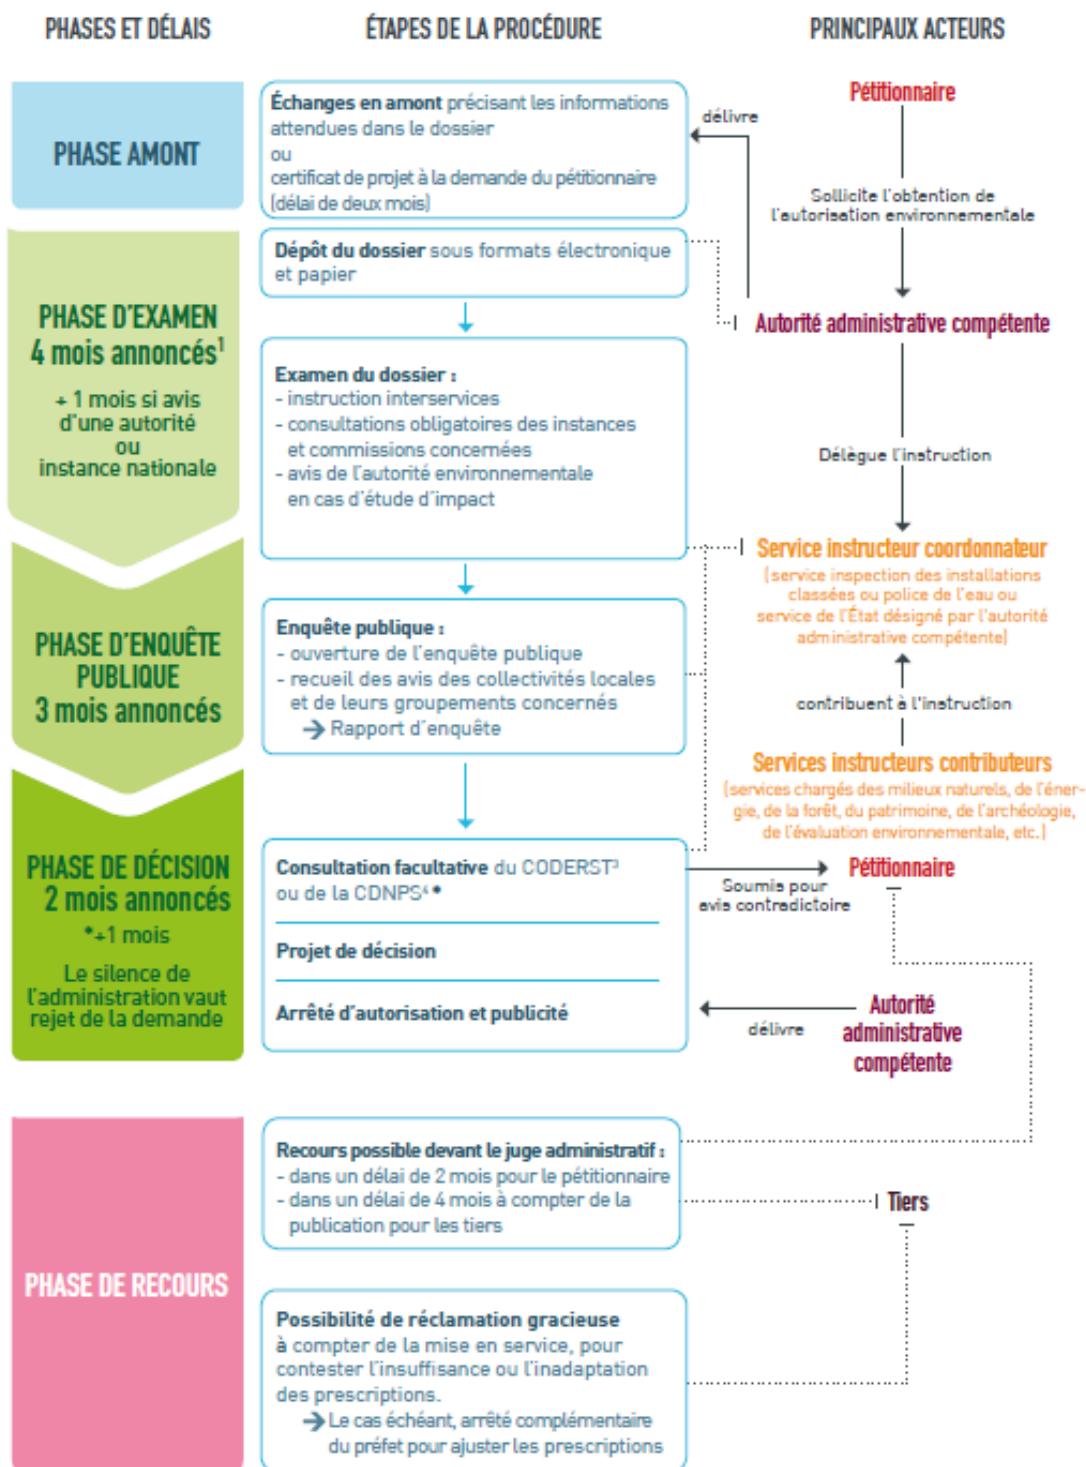 PHASES ET DÉLAIS
ÉTAPES DE LA PROCÉDURE
PRINCIPAUX ACTEURS
PHASE AMONT
Échanges en amont précisant les informations
attendues dans le dossier
ou
certificat de projet à la demande du pétitionnaire
(délai de deux mois)
délivre
Pétitionnaire
Sollicite l'obtention de
l'autorisation environnementale
PHASE D'EXAMEN
4 mois annoncés¹
+ 1 mois si avis
d'une autorité
ou
instance nationale
Dépôt du dossier sous formats électronique
et papier
Autorité administrative compétente
Examen du dossier :
- instruction interservices
- consultations obligatoires des instances
et commissions concernées
- avis de l'autorité environnementale
en cas d'étude d'impact
Délègue l'instruction
Service instructeur coordonnateur
(service inspection des installations
classées ou police de l'eau ou
service de l'État désigné par l'autorité
administrative compétente)
PHASE D'ENQUÊTE
PUBLIQUE
3 mois annoncés
Enquête publique :
- ouverture de l'enquête publique
- recueil des avis des collectivités locales
et de leurs groupements concernés
→ Rapport d'enquête
contribuent à l'instruction
Services instructeurs contributeurs
(services chargés des milieux naturels, de l'éner-
gie, de la forêt, du patrimoine, de l'archéologie,
de l'évaluation environnementale, etc.)
PHASE DE DÉCISION
2 mois annoncés
*+1 mois
Le silence de
l'administration vaut
rejet de la demande
Consultation facultative du CODERST³
ou de la CDNPS⁴ *
Projet de décision
Arrêté d'autorisation et publicité
Soumis pour
avis contradictoire
Pétitionnaire
délivre
Autorité
administrative
compétente
PHASE DE RECOURS
Recours possible devant le juge administratif :
- dans un délai de 2 mois pour le pétitionnaire
- dans un délai de 4 mois à compter de la
publication pour les tiers
Tiers
Possibilité de réclamation gracieuse
à compter de la mise en service, pour
contester l'insuffisance ou l'inadaptation
des prescriptions.
→ Le cas échéant, arrêté complémentaire
du préfet pour ajuster les prescriptions